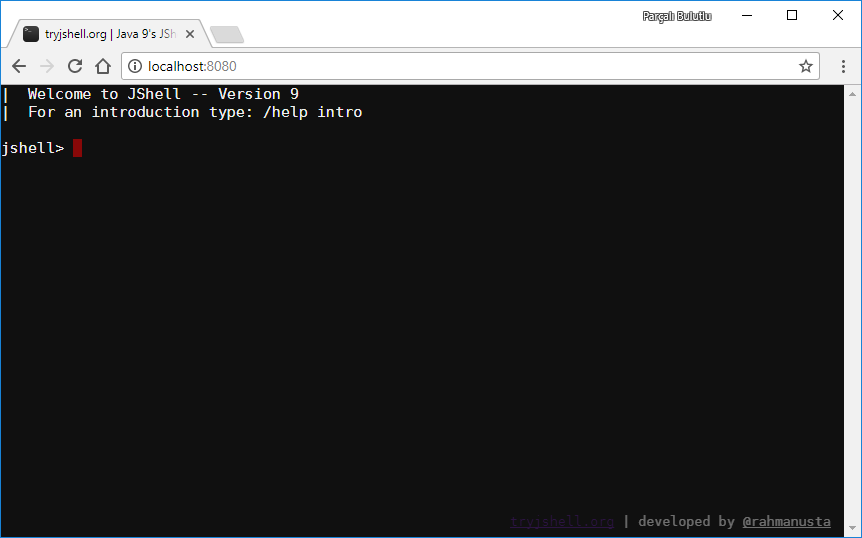 Parçalı Bulutlu
tryjshell.org | Java 9's JSh
localhost:8080
|  Welcome to JShell -- Version 9
|  For an introduction type: /help intro
jshell>
tryjshell.org | developed by @rahmanusta